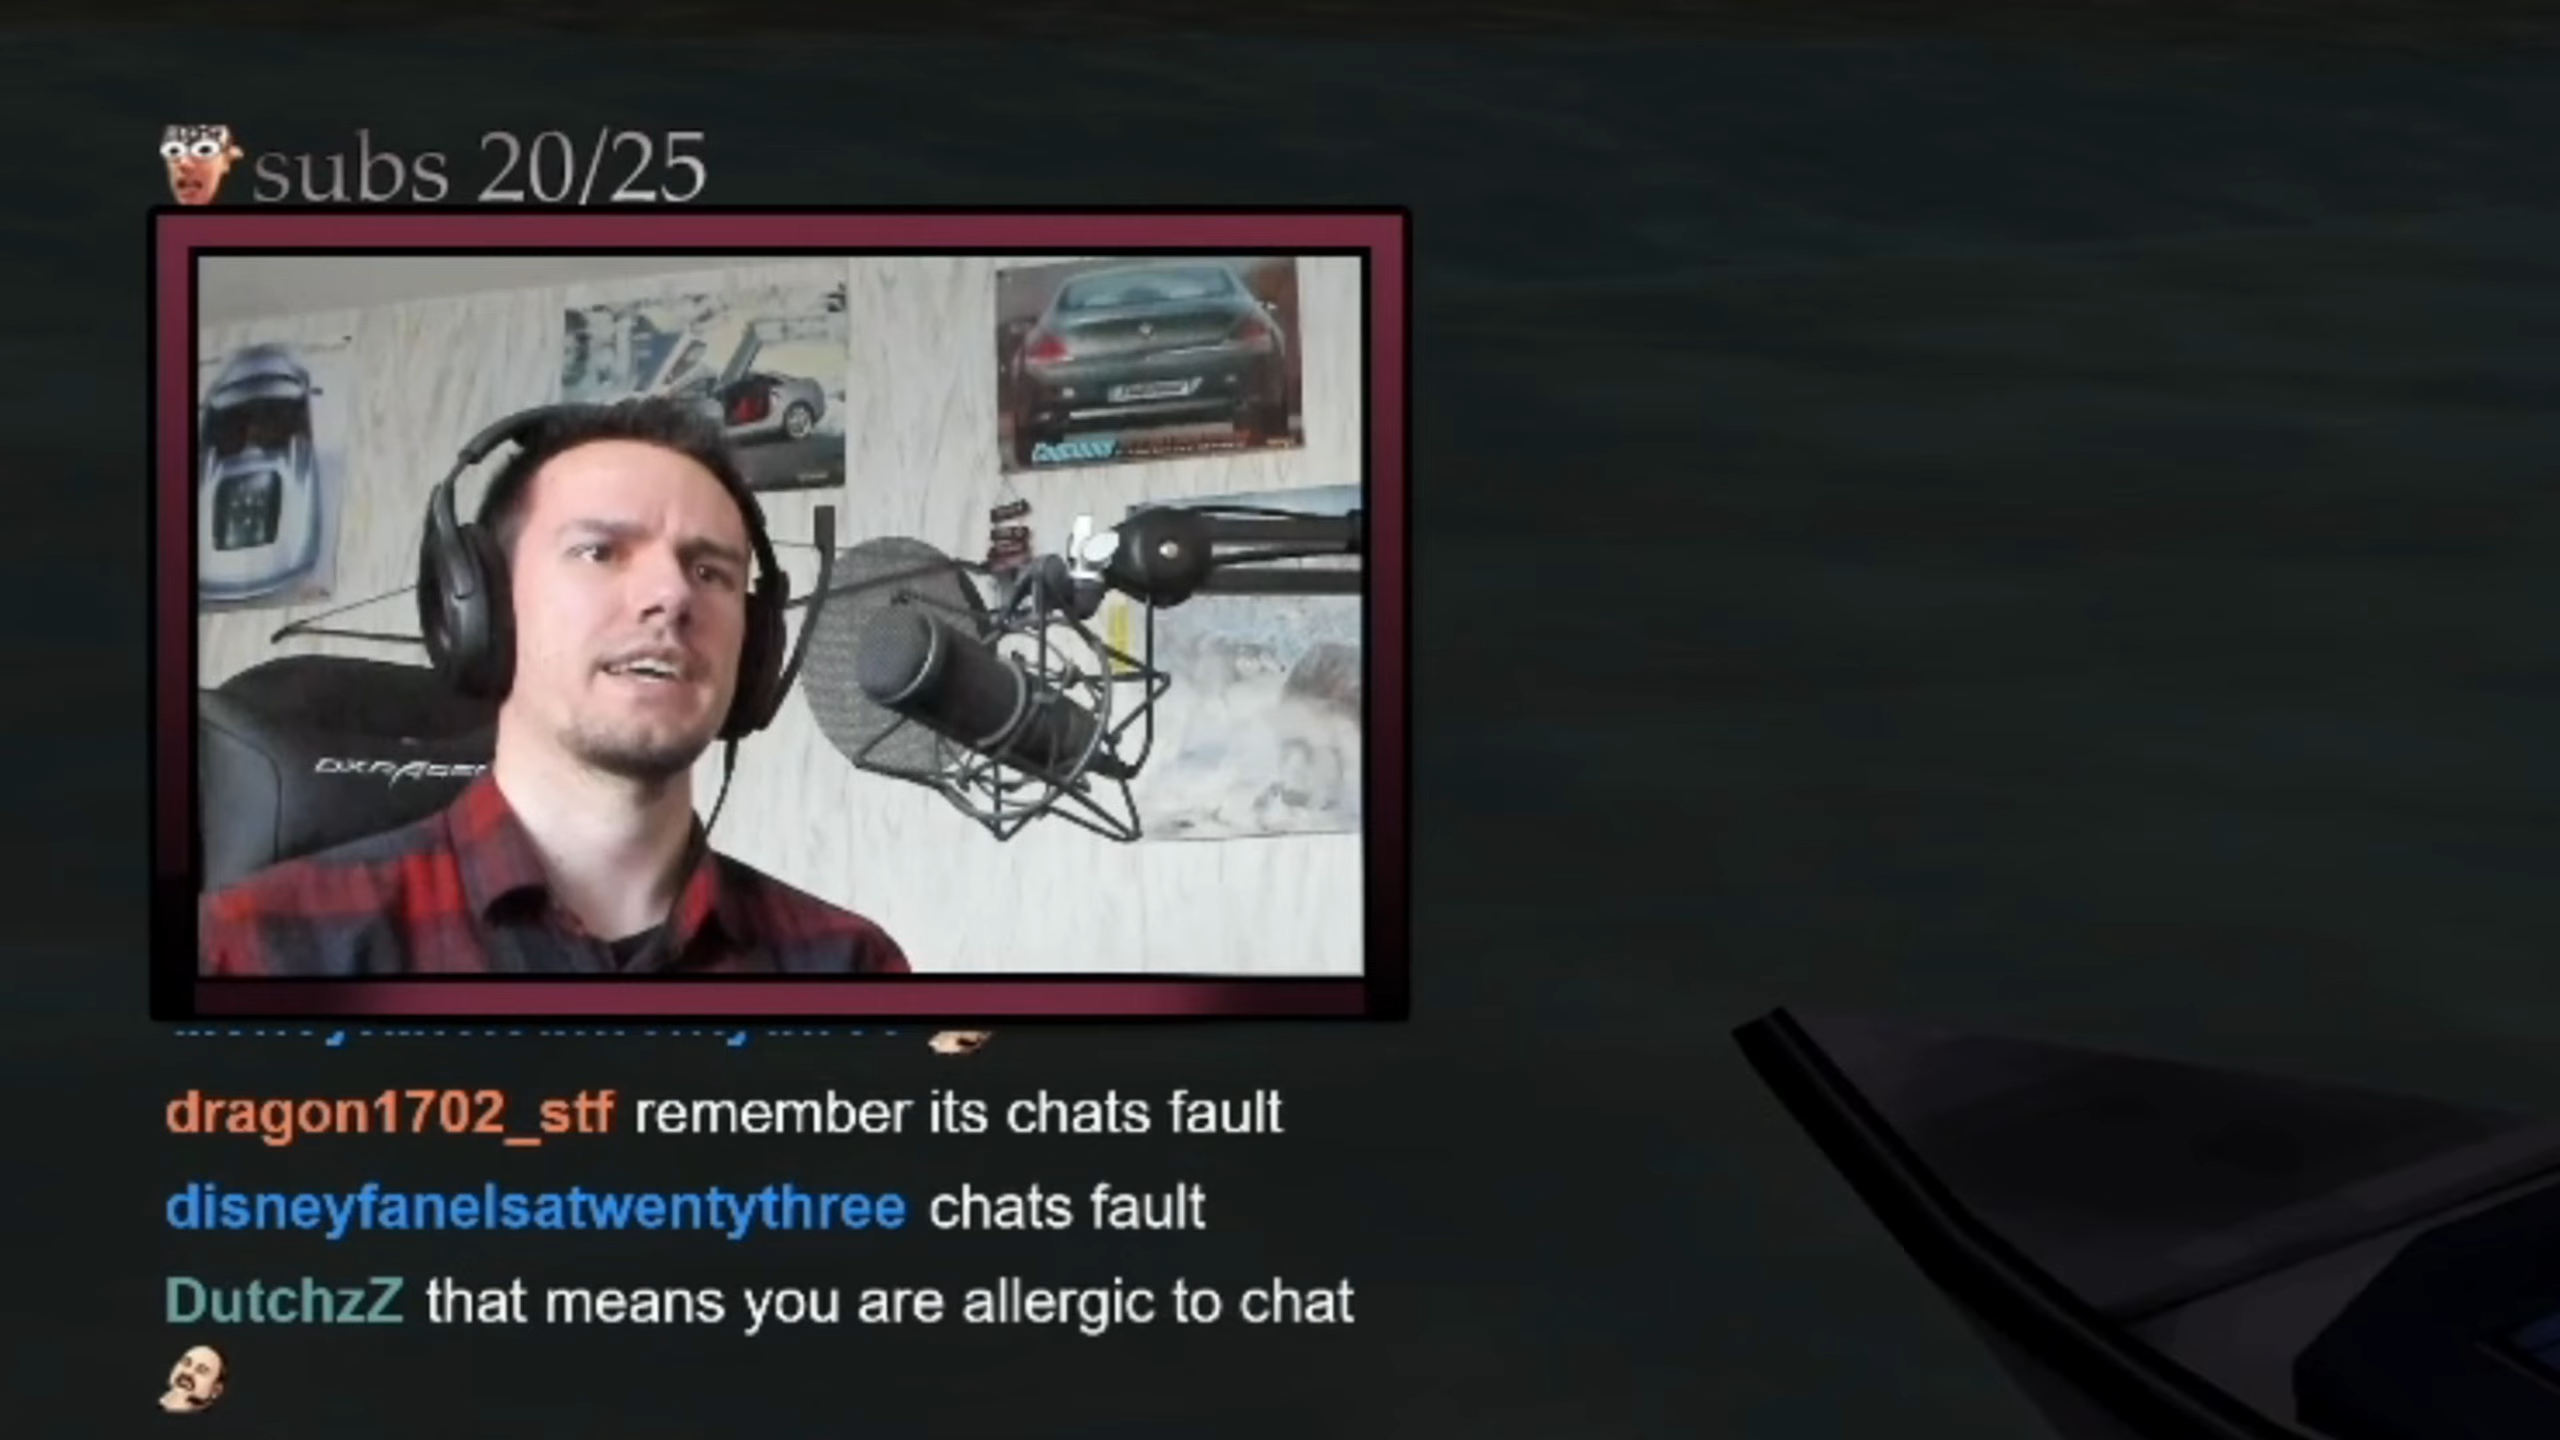 subs 20/25
DXRACER
dragon1702_stf remember its chats fault
disneyfanelsatwentythree chats fault
DutchzZ that means you are allergic to chat